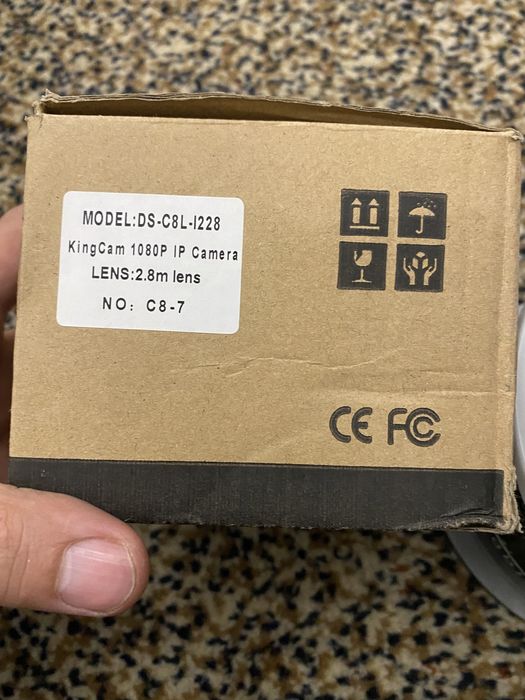 MODEL:DS-C8L-I228
KingCam 1080P IP Camera
LENS:2.8m lens
NO: C8-7
CE FC